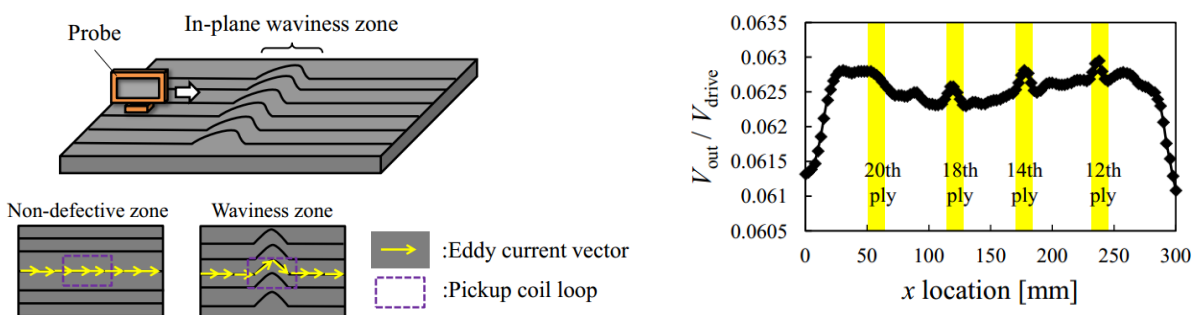 In-plane waviness zone
Probe
Non-defective zone
Waviness zone
:Eddy current vector
:Pickup coil loop
V_out / V_drive
0.0635
0.063
0.0625
0.062
0.0615
0.061
0.0605
20th ply
18th ply
14th ply
12th ply
0 50 100 150 200 250 300
x location [mm]